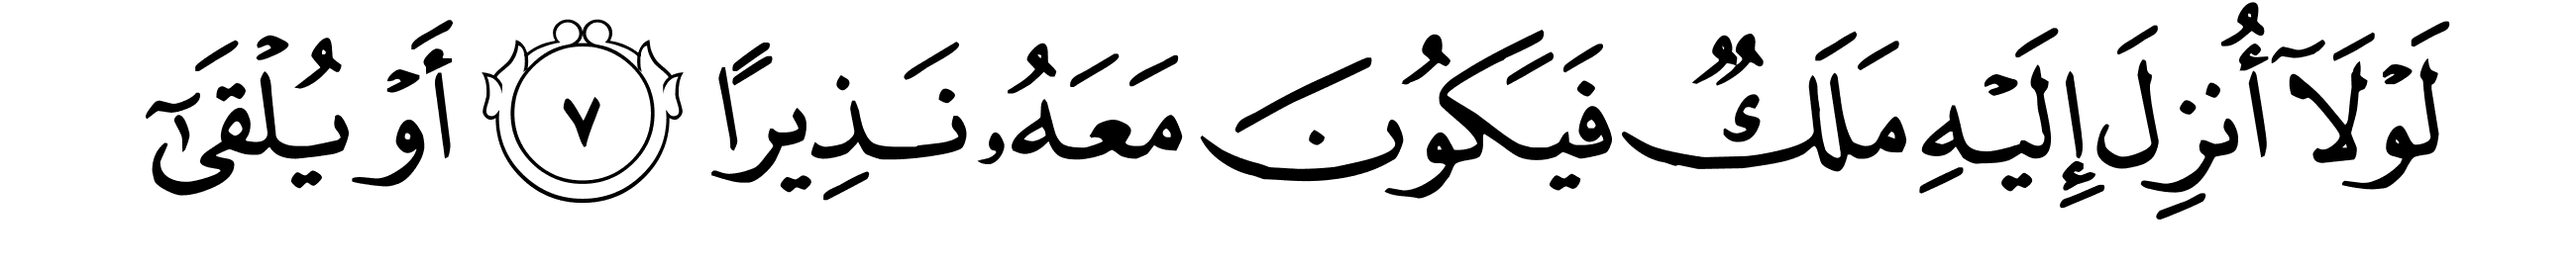 لَوْلَآ أُنزِلَ إِلَيْهِ مَلَكٌ فَيَكُونَ مَعَهُۥ نَذِيرًا ٧ أَوْ يُلْقَىٰٓ